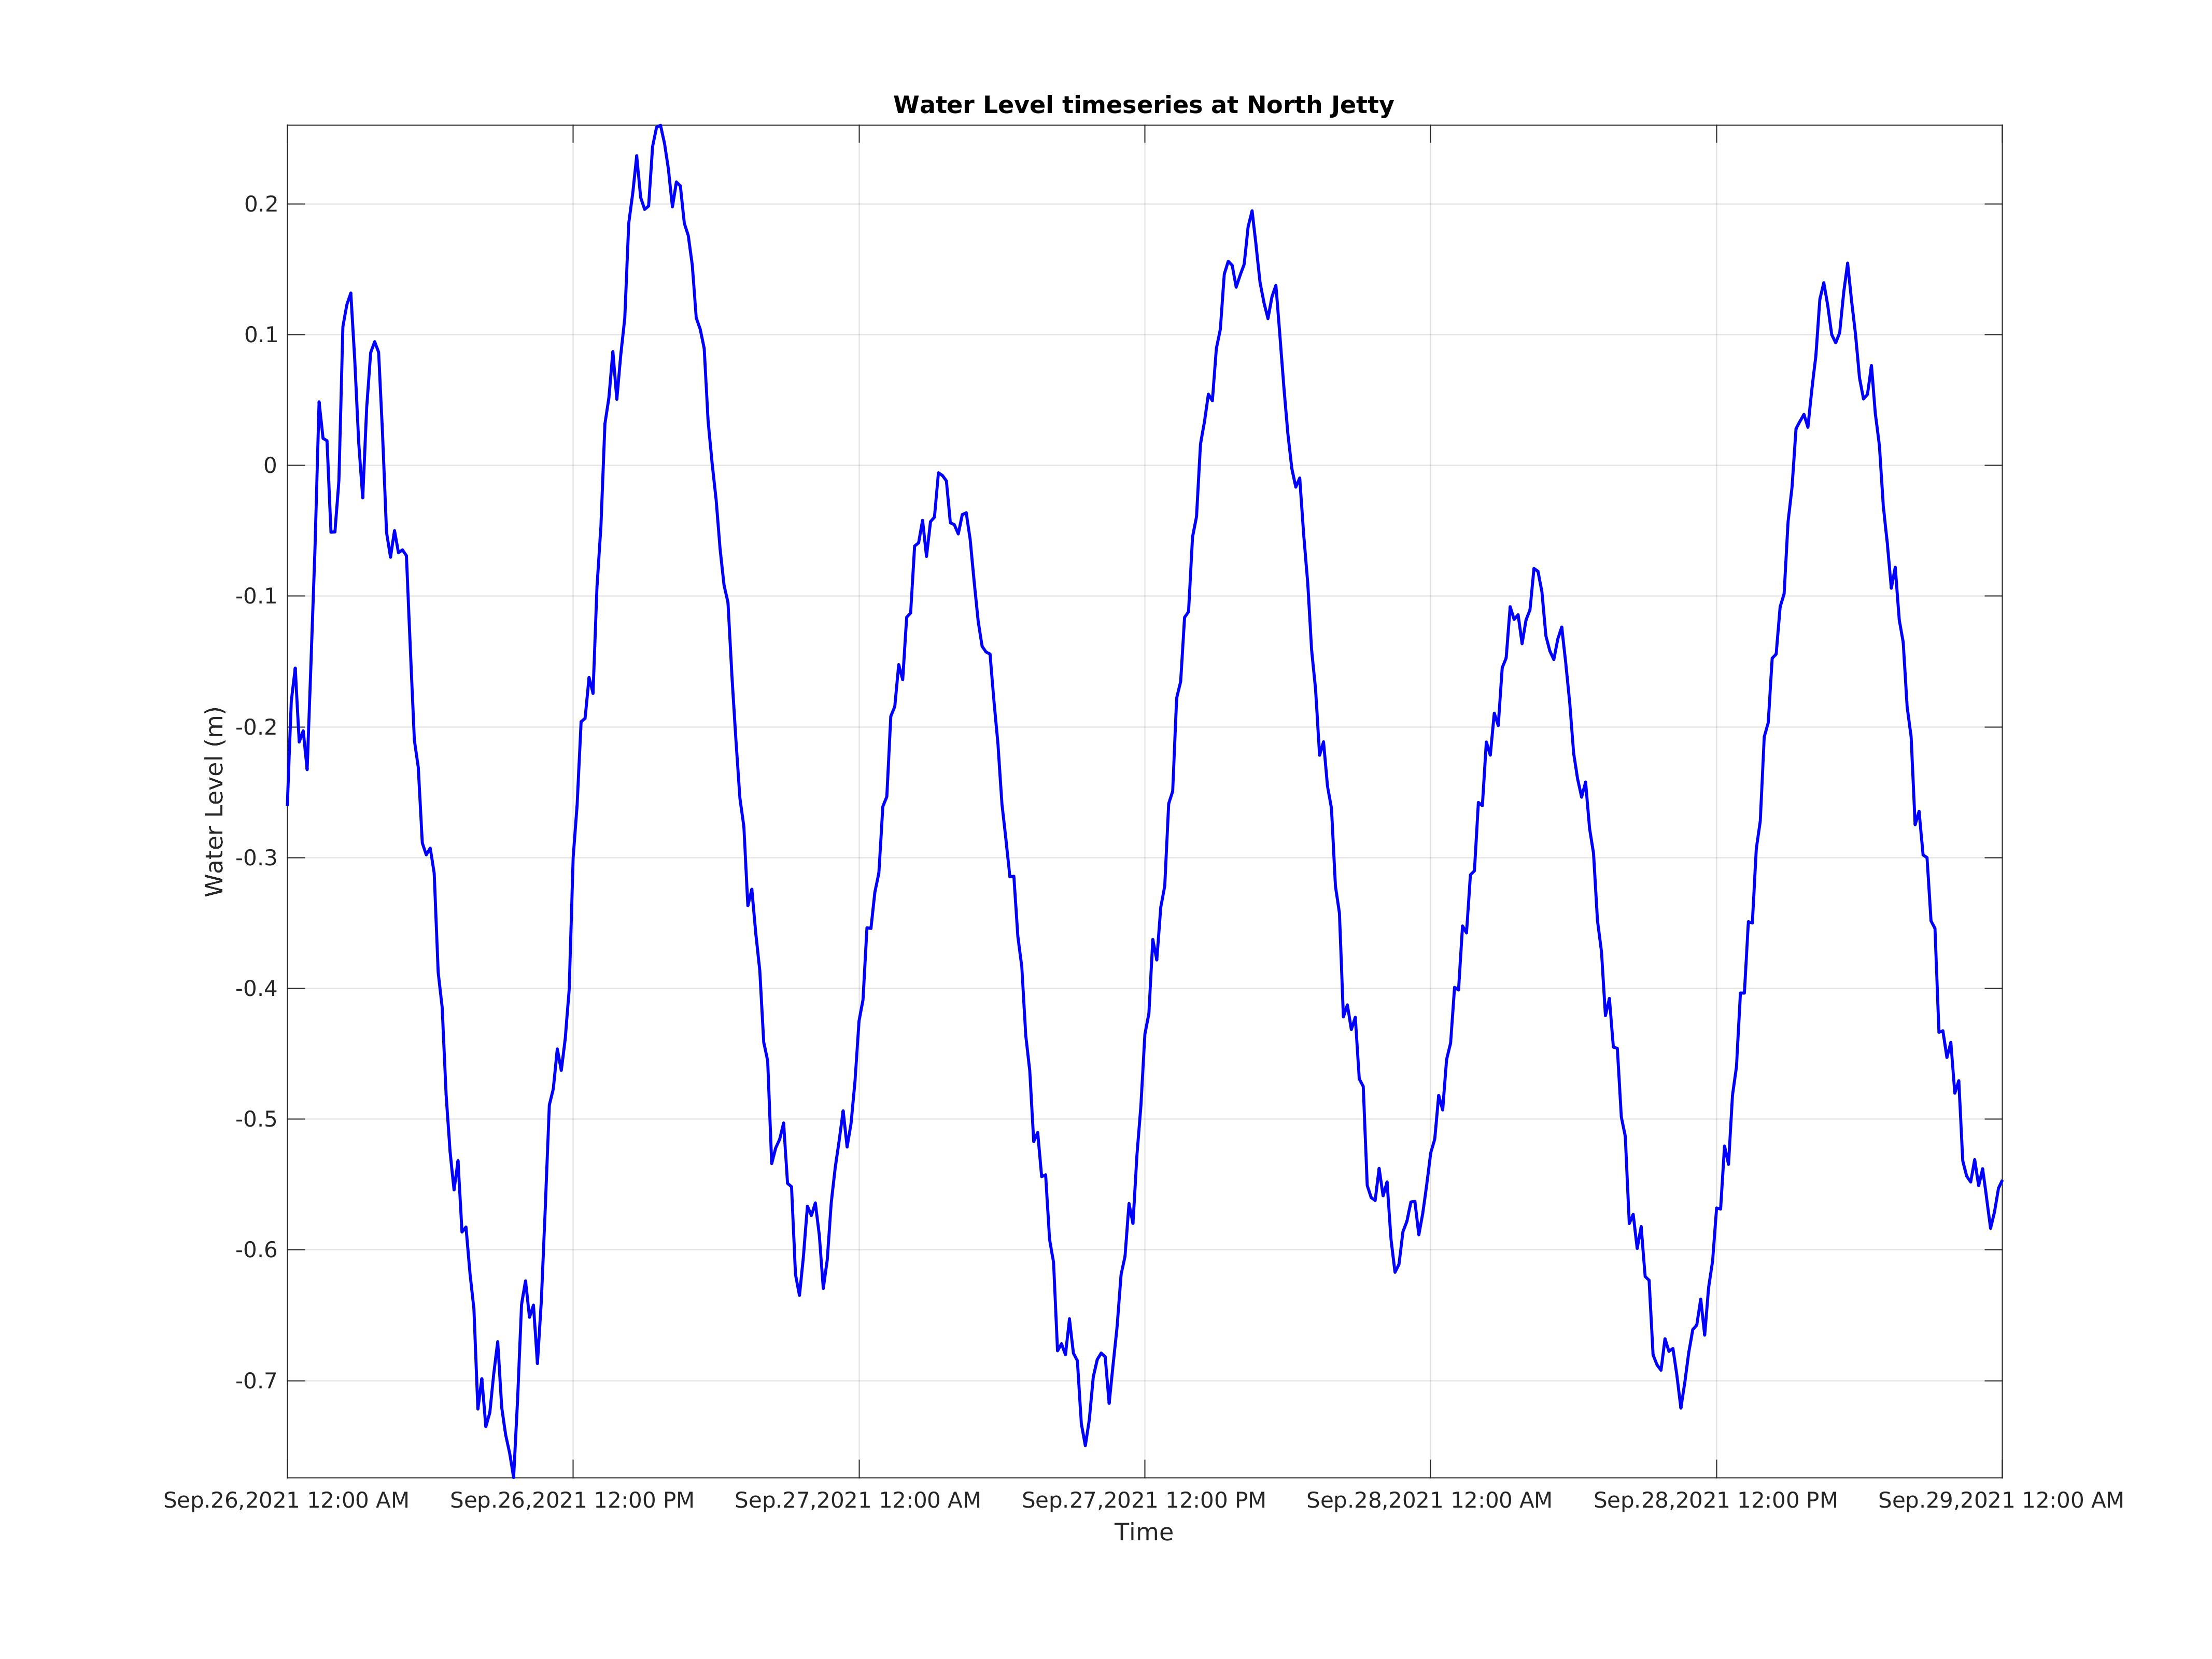 Water Level timeseries at North Jetty
0.2
0.1
0
-0.1
-0.2
-0.3
-0.4
-0.5
-0.6
-0.7
Water Level (m)
Sep.26,2021 12:00 AM Sep.26,2021 12:00 PM Sep.27,2021 12:00 AM Sep.27,2021 12:00 PM Sep.28,2021 12:00 AM Sep.28,2021 12:00 PM Sep.29,2021 12:00 AM
Time